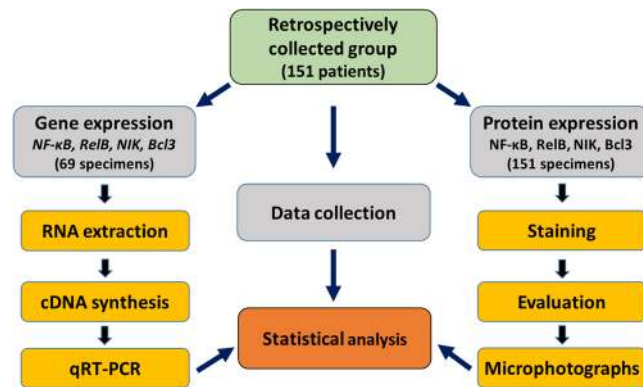 Retrospectively
collected group
(151 patients)
Gene expression
NF-κB, RelB, NIK, Bcl3
(69 specimens)
RNA extraction
cDNA synthesis
qRT-PCR
Data collection
Statistical analysis
Protein expression
NF-κB, RelB, NIK, Bcl3
(151 specimens)
Staining
Evaluation
Microphotographs